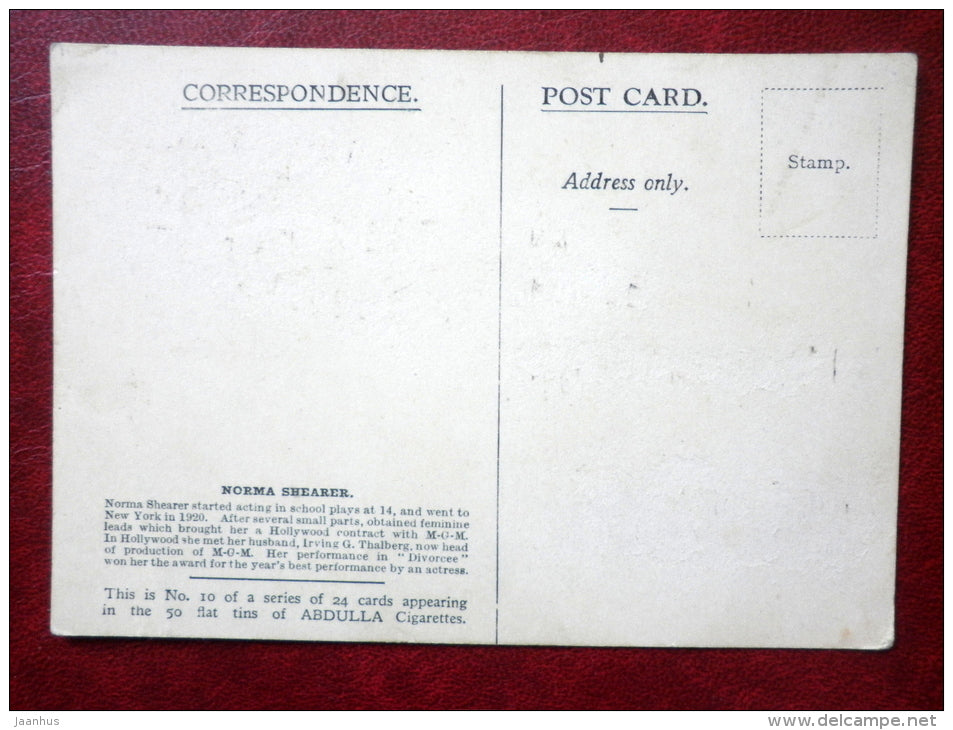 CORRESPONDENCE.
POST CARD.
Stamp.
Address only.
NORMA SHEARER.
Norma Shearer started acting in school plays at 14, and went to
New York in 1920. After several small parts, obtained feminine
leads which brought her a Hollywood contract with M-G-M.
In Hollywood she met her husband, Irving G. Thalberg, now head
of production of M-G-M. Her performance in "Divorcee"
won her the award for the year's best performance by an actress.
This is No. 10 of a series of 24 cards appearing
in the 50 flat tins of ABDULLA Cigarettes.
jaanhus
www.delcampe.net